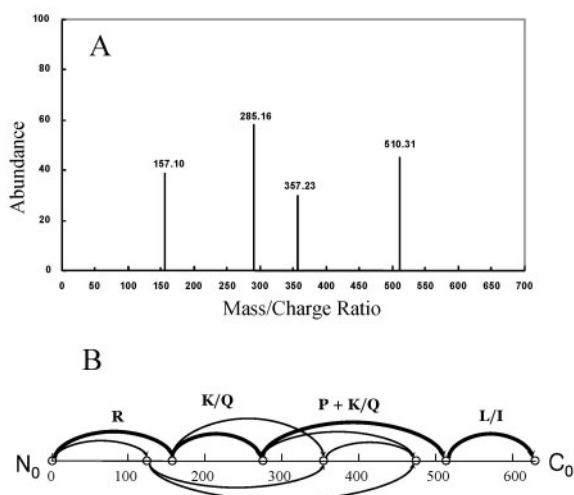 A
100
80
60
40
20
0
Abundance
157.10
285.16
357.23
510.31
0 50 100 150 200 250 300 350 400 450 500 550 600 650 700
Mass/Charge Ratio
B
R
K/Q
P + K/Q
L/I
N0
0 100 200 300 400 500 600
C0